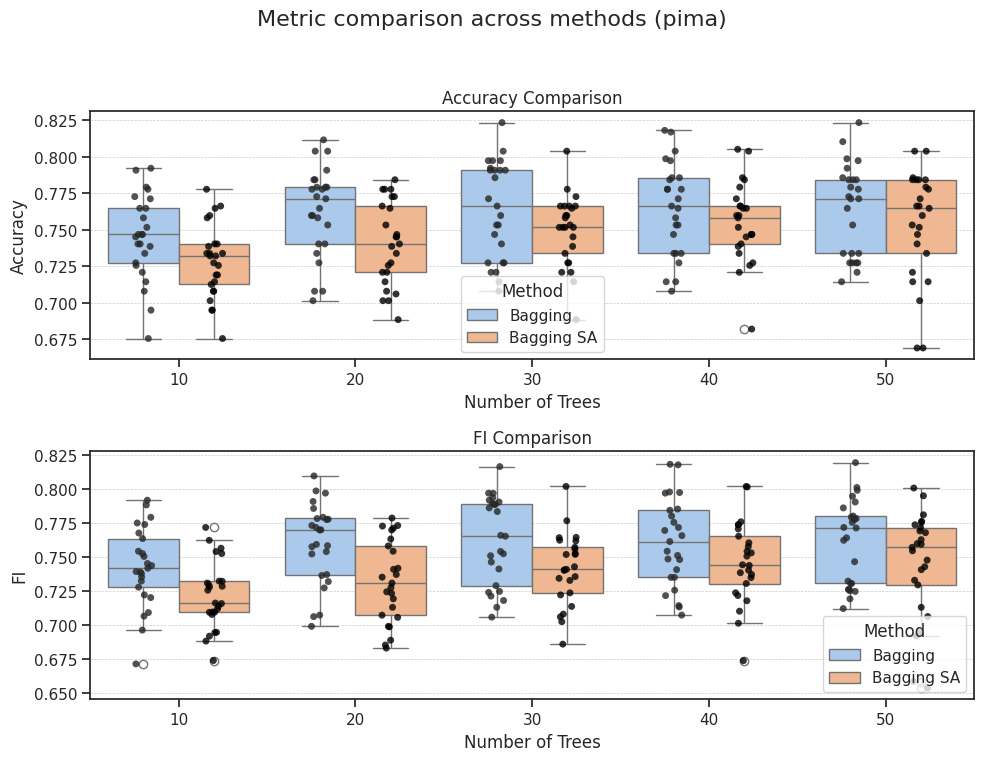 Metric comparison across methods (pima)
Accuracy Comparison
Accuracy
0.825
0.800
0.775
0.750
0.725
0.700
0.675
Method
Bagging
Bagging SA
10 20 30 40 50
Number of Trees
FI Comparison
FI
0.825
0.800
0.775
0.750
0.725
0.700
0.675
0.650
Method
Bagging
Bagging SA
10 20 30 40 50
Number of Trees